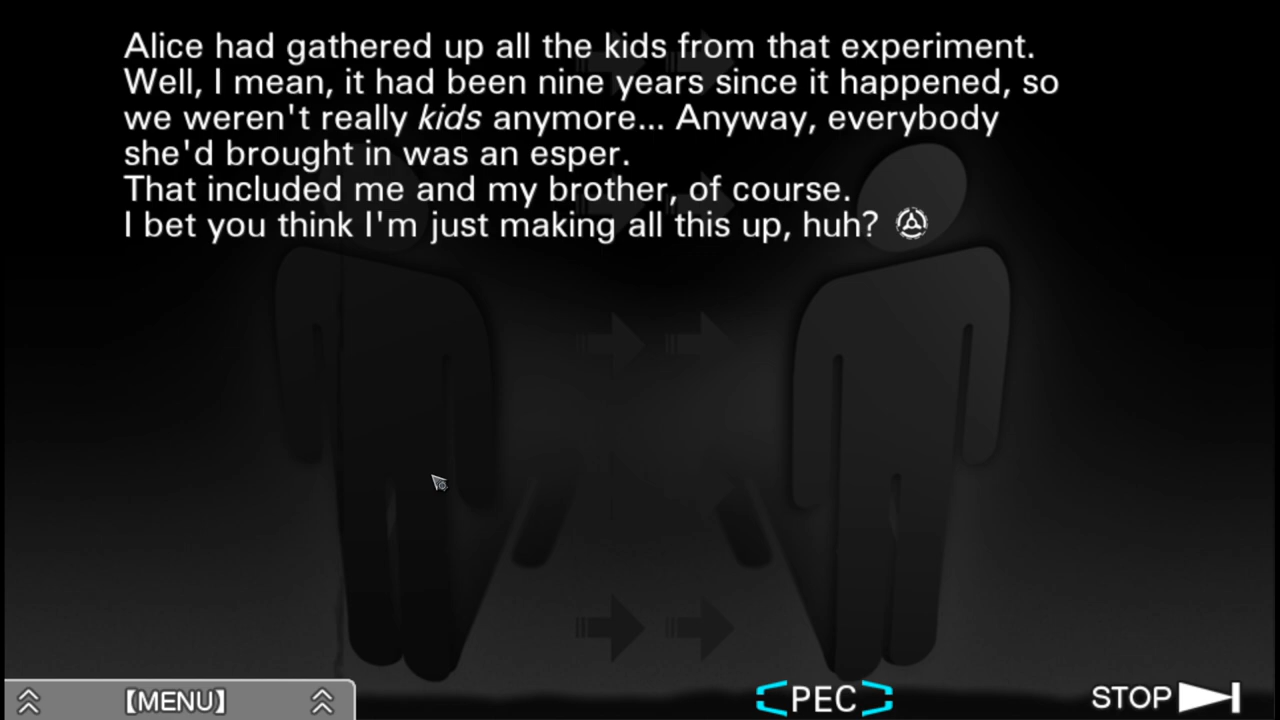 Alice had gathered up all the kids from that experiment.
Well, I mean, it had been nine years since it happened, so
we weren't really kids anymore... Anyway, everybody
she'd brought in was an esper.
That included me and my brother, of course.
I bet you think I'm just making all this up, huh?
【MENU】
PEC
STOP